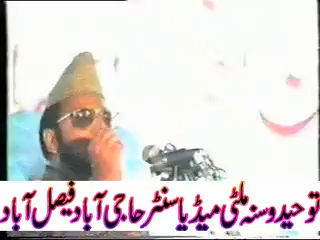 توحید و سنہ ملٹی میڈیا سنٹر حاجی آباد فیصل آباد